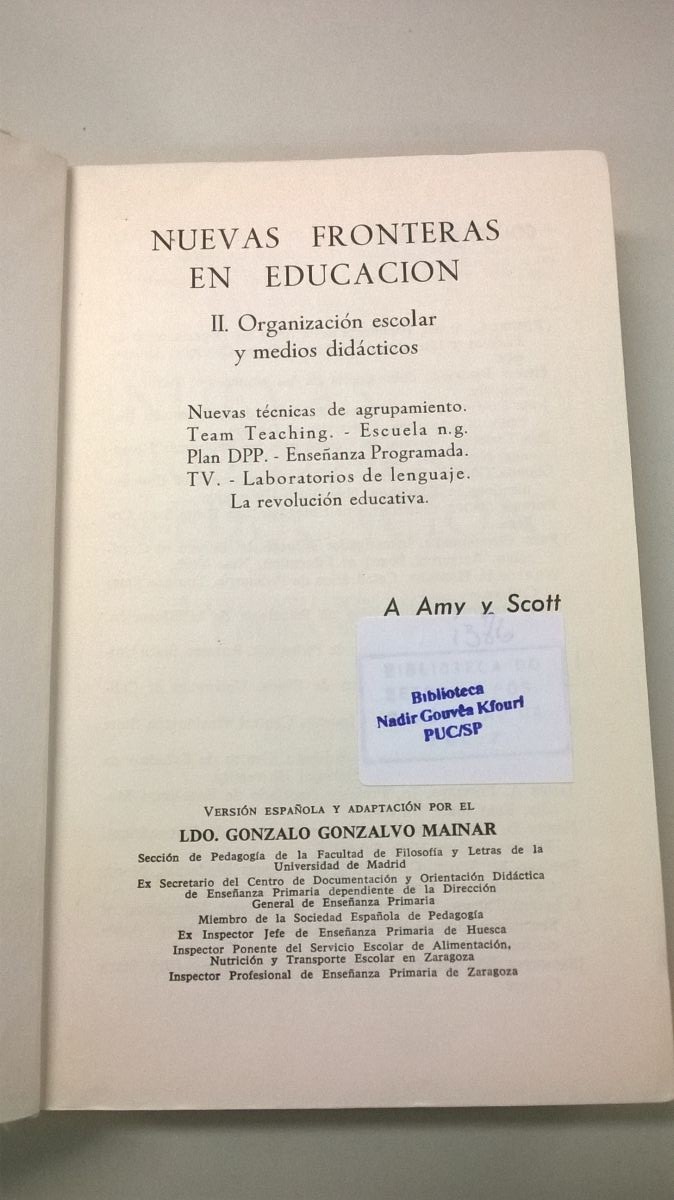 NUEVAS FRONTERAS
EN EDUCACION
II. Organización escolar
y medios didácticos
Nuevas técnicas de agrupamiento.
Team Teaching. - Escuela n.g.
Plan DPP. - Enseñanza Programada.
TV. - Laboratorios de lenguaje.
La revolución educativa.
A Amy y Scott
1386
BIBLIOTECA DO
Biblioteca
Nadir Gouvêa Kfouri
PUC/SP
VERSIÓN ESPAÑOLA Y ADAPTACIÓN POR EL
LDO. GONZALO GONZALVO MAINAR
Sección de Pedagogía de la Facultad de Filosofía y Letras de la
Universidad de Madrid
Ex Secretario del Centro de Documentación y Orientación Didáctica
de Enseñanza Primaria dependiente de la Dirección
General de Enseñanza Primaria
Miembro de la Sociedad Española de Pedagogía
Ex Inspector Jefe de Enseñanza Primaria de Huesca
Inspector Ponente del Servicio Escolar de Alimentación,
Nutrición y Transporte Escolar en Zaragoza
Inspector Profesional de Enseñanza Primaria de Zaragoza